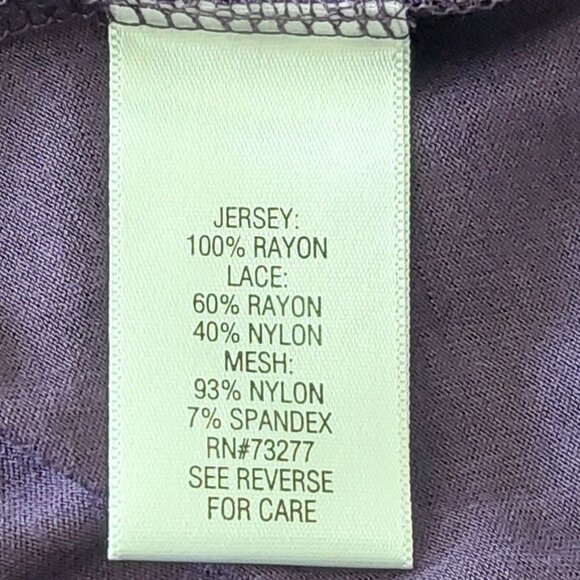 JERSEY:
100% RAYON
LACE:
60% RAYON
40% NYLON
MESH:
93% NYLON
7% SPANDEX
RN#73277
SEE REVERSE
FOR CARE